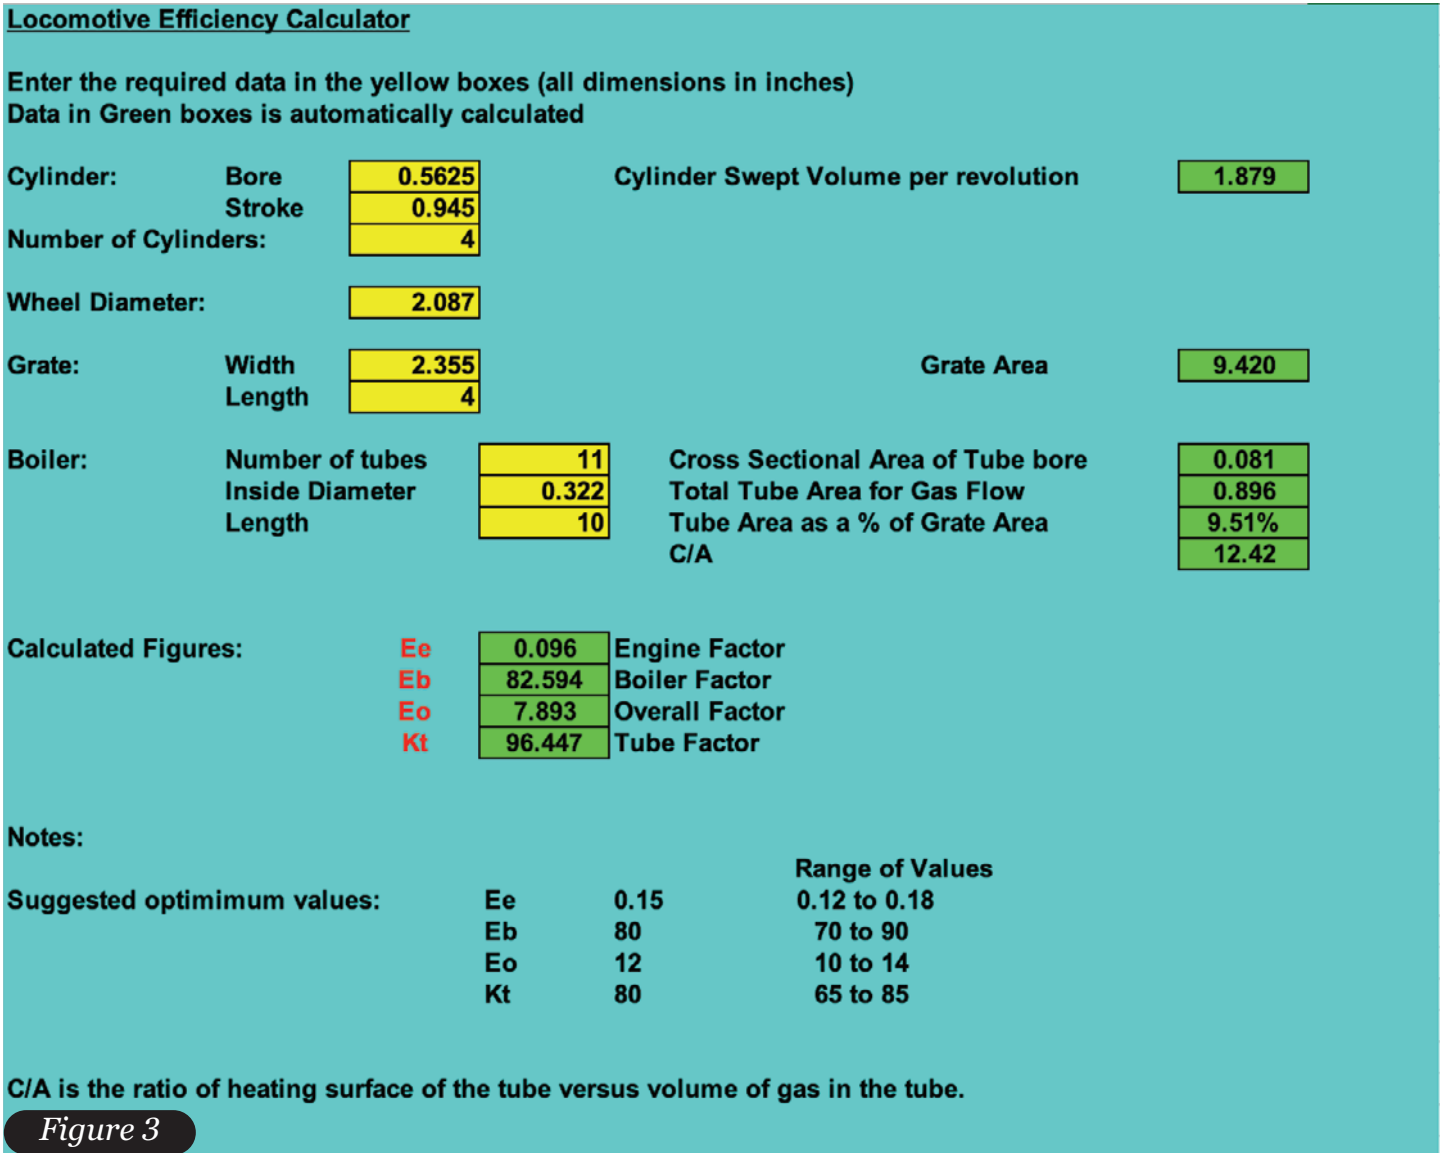 Locomotive Efficiency Calculator
Enter the required data in the yellow boxes (all dimensions in inches)
Data in Green boxes is automatically calculated
Cylinder: Bore 0.5625 Cylinder Swept Volume per revolution 1.879
Stroke 0.945
Number of Cylinders: 4
Wheel Diameter: 2.087
Grate: Width 2.355 Grate Area 9.420
Length 4
Boiler: Number of tubes 11 Cross Sectional Area of Tube bore 0.081
Inside Diameter 0.322 Total Tube Area for Gas Flow 0.896
Length 10 Tube Area as a % of Grate Area 9.51%
C/A 12.42
Calculated Figures: Ee 0.096 Engine Factor
Eb 82.594 Boiler Factor
Eo 7.893 Overall Factor
Kt 96.447 Tube Factor
Notes:
Range of Values
Suggested optimimum values: Ee 0.15 0.12 to 0.18
Eb 80 70 to 90
Eo 12 10 to 14
Kt 80 65 to 85
C/A is the ratio of heating surface of the tube versus volume of gas in the tube.
Figure 3